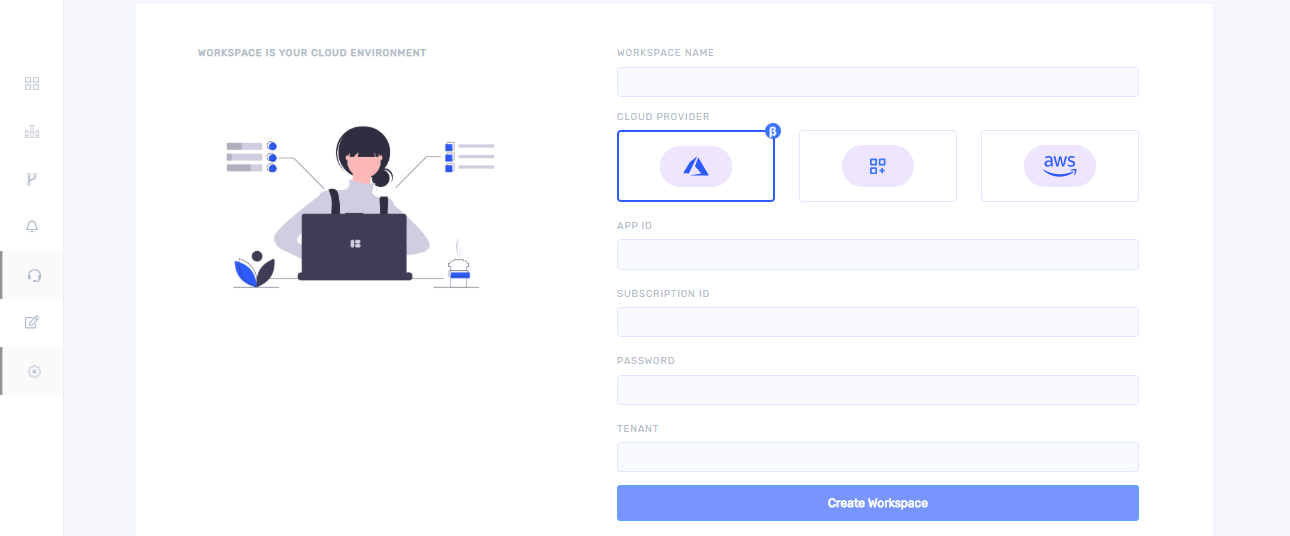 WORKSPACE IS YOUR CLOUD ENVIRONMENT
WORKSPACE NAME
CLOUD PROVIDER
β
aws
APP ID
SUBSCRIPTION ID
PASSWORD
TENANT
Create Workspace